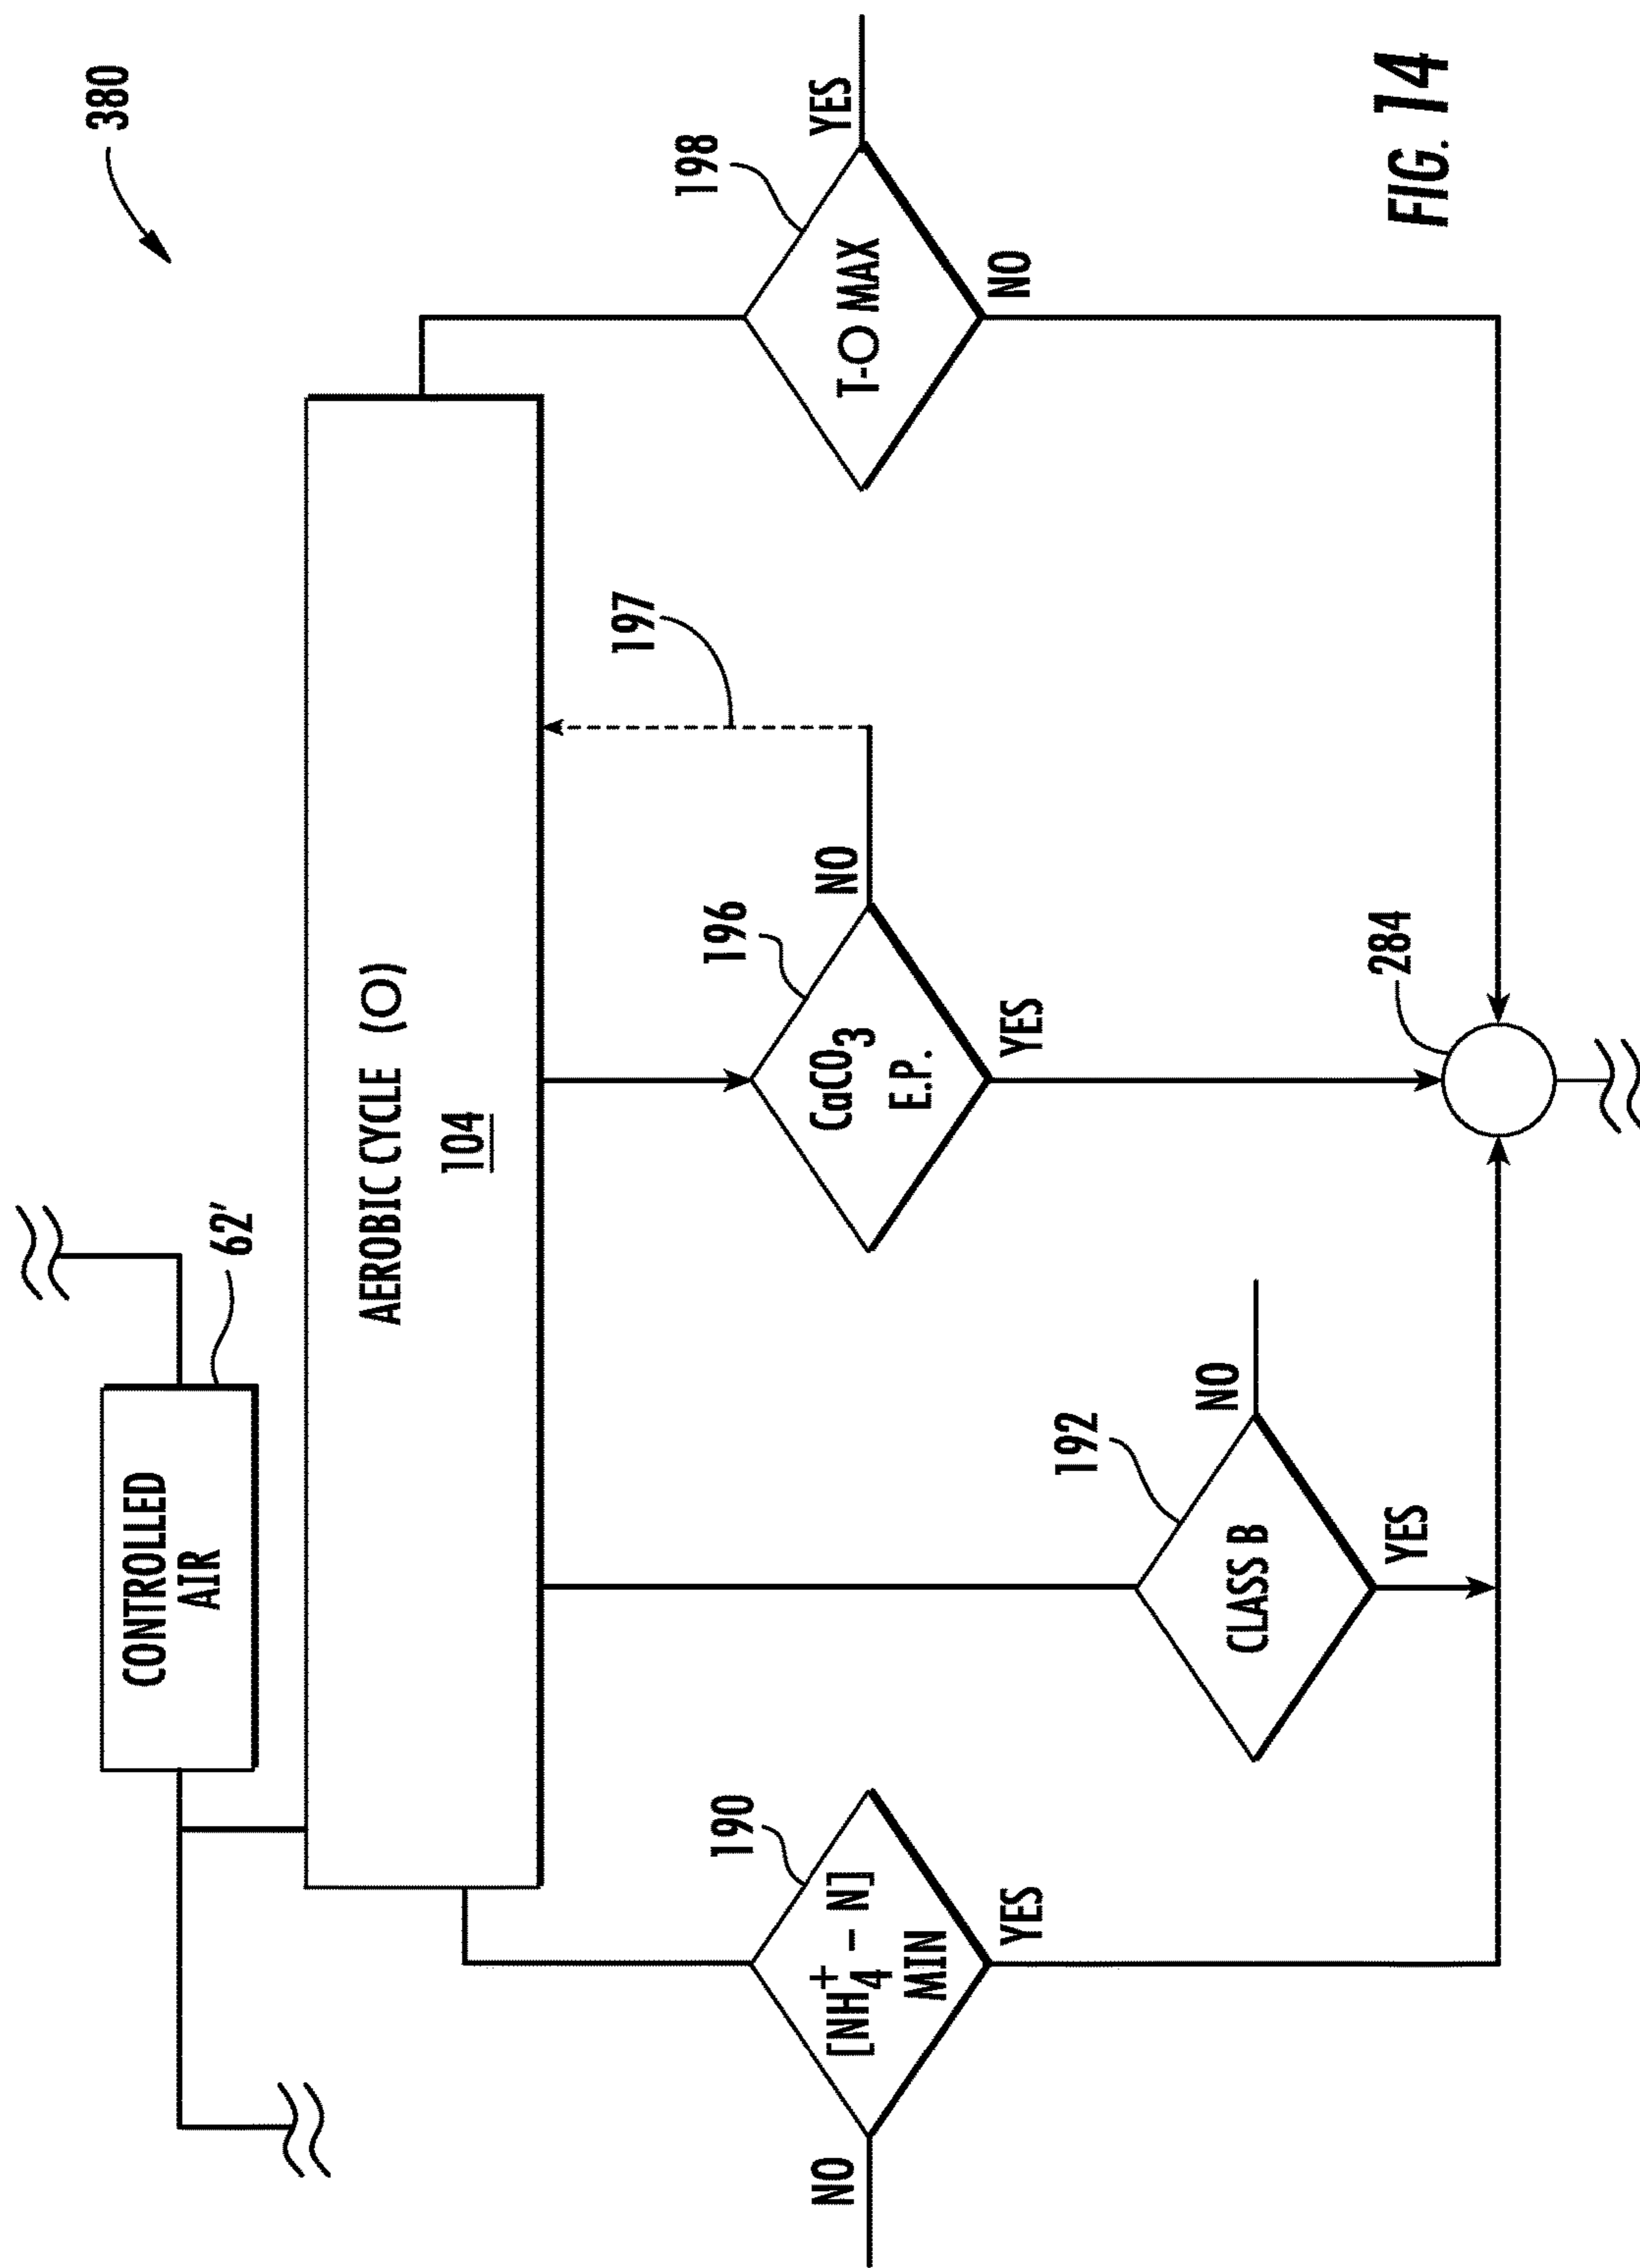 380
CONTROLLED
AIR
62'
AEROBIC CYCLE (O)
104
190
[NH4+ - N]
MIN
NO
YES
192
CLASS B
NO
YES
196
CaCO3
E.P.
NO
YES
197
198
T-O MAX
YES
NO
284
FIG. 14